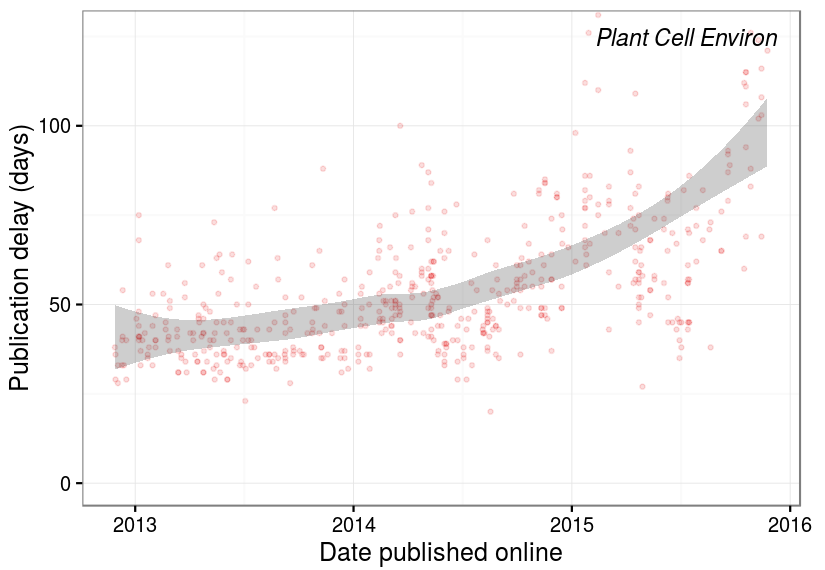 Plant Cell Environ
Publication delay (days)
100
50
0
2013 2014 2015 2016
Date published online